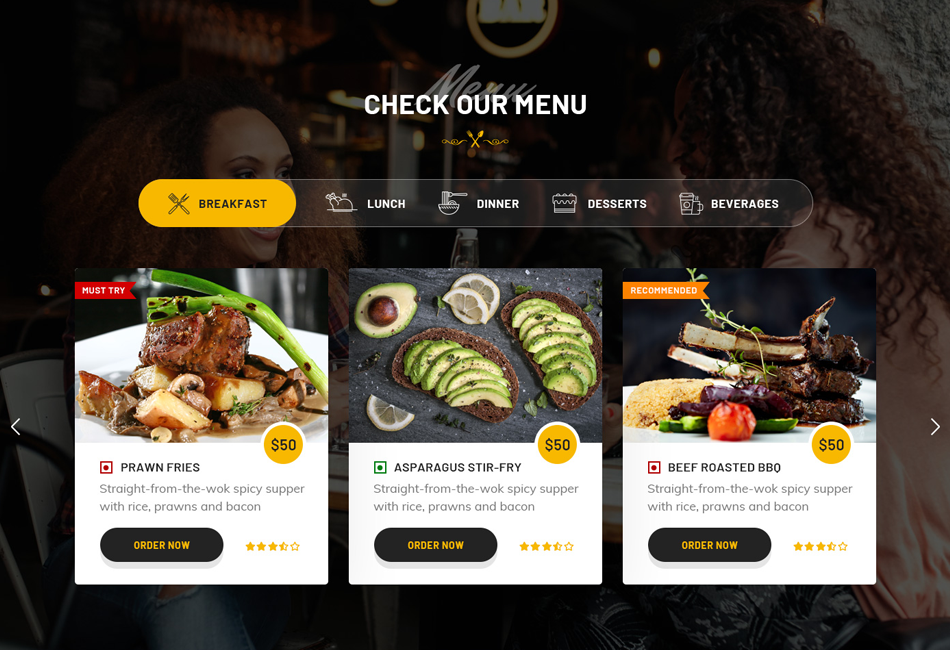 BAR
Menu
CHECK OUR MENU
BREAKFAST
LUNCH
DINNER
DESSERTS
BEVERAGES
MUST TRY
RECOMMENDED
$50
$50
$50
PRAWN FRIES
Straight-from-the-wok spicy supper
with rice, prawns and bacon
ORDER NOW
ASPARAGUS STIR-FRY
Straight-from-the-wok spicy supper
with rice, prawns and bacon
ORDER NOW
BEEF ROASTED BBQ
Straight-from-the-wok spicy supper
with rice, prawns and bacon
ORDER NOW